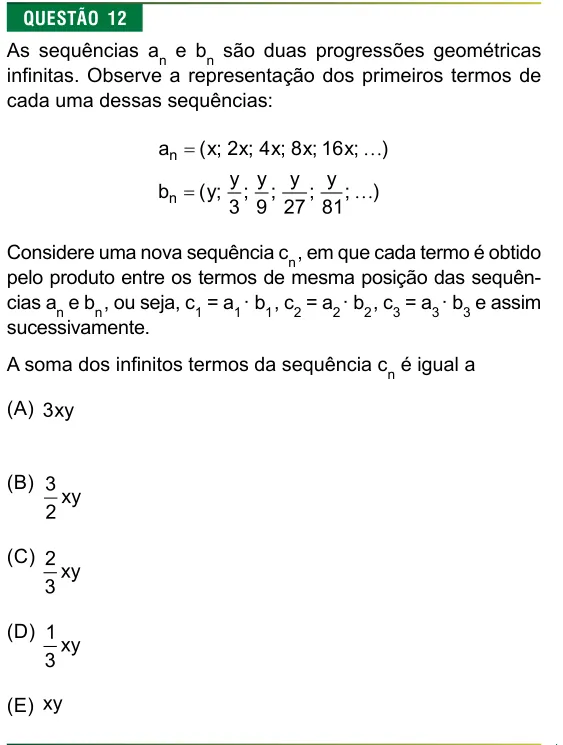 QUESTÃO 12
As sequências aₙ e bₙ são duas progressões geométricas
infinitas. Observe a representação dos primeiros termos de
cada uma dessas sequências:
aₙ = (x; 2x; 4x; 8x; 16x; …)
bₙ = (y; y/3; y/9; y/27; y/81; …)
Considere uma nova sequência cₙ, em que cada termo é obtido
pelo produto entre os termos de mesma posição das sequên-
cias aₙ e bₙ, ou seja, c₁ = a₁ · b₁, c₂ = a₂ · b₂, c₃ = a₃ · b₃ e assim
sucessivamente.
A soma dos infinitos termos da sequência cₙ é igual a
(A) 3xy
(B) 3/2 xy
(C) 2/3 xy
(D) 1/3 xy
(E) xy